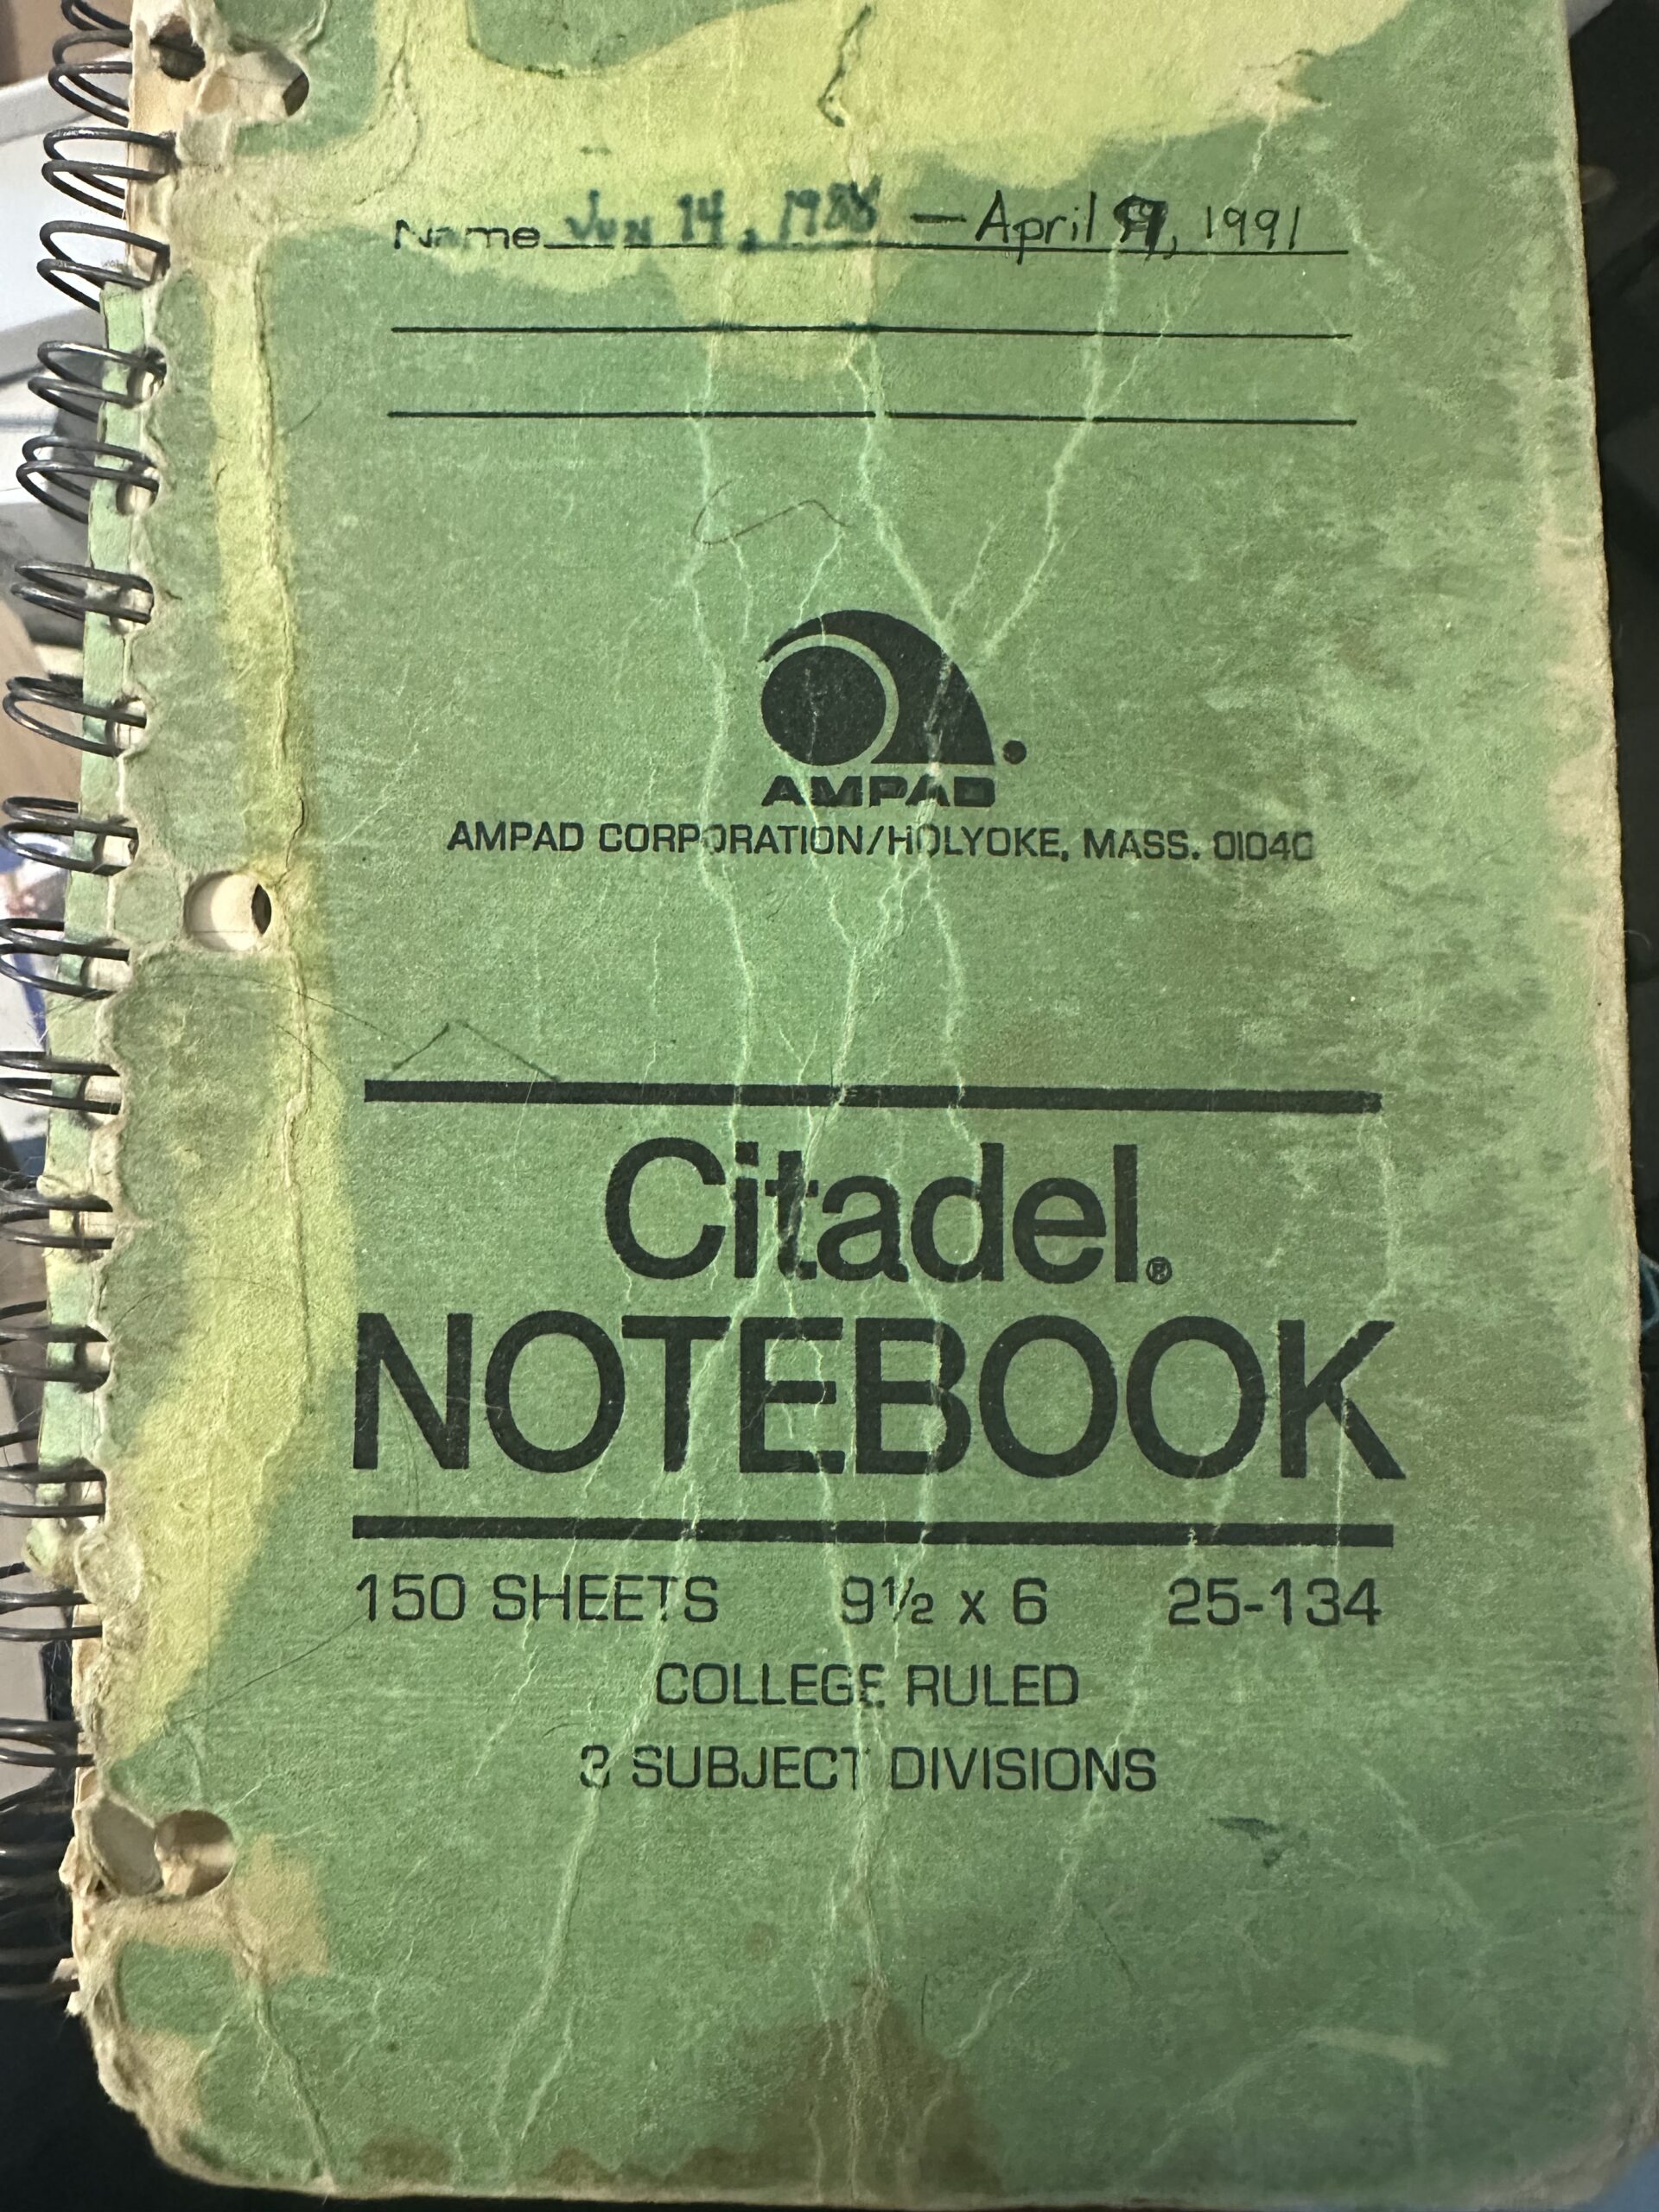 Name Jun 14, 1988 — April 9, 1991
AMPAD
AMPAD CORPORATION/HOLYOKE, MASS. 01040
Citadel®
NOTEBOOK
150 SHEETS 9½ x 6 25-134
COLLEGE RULED
3 SUBJECT DIVISIONS